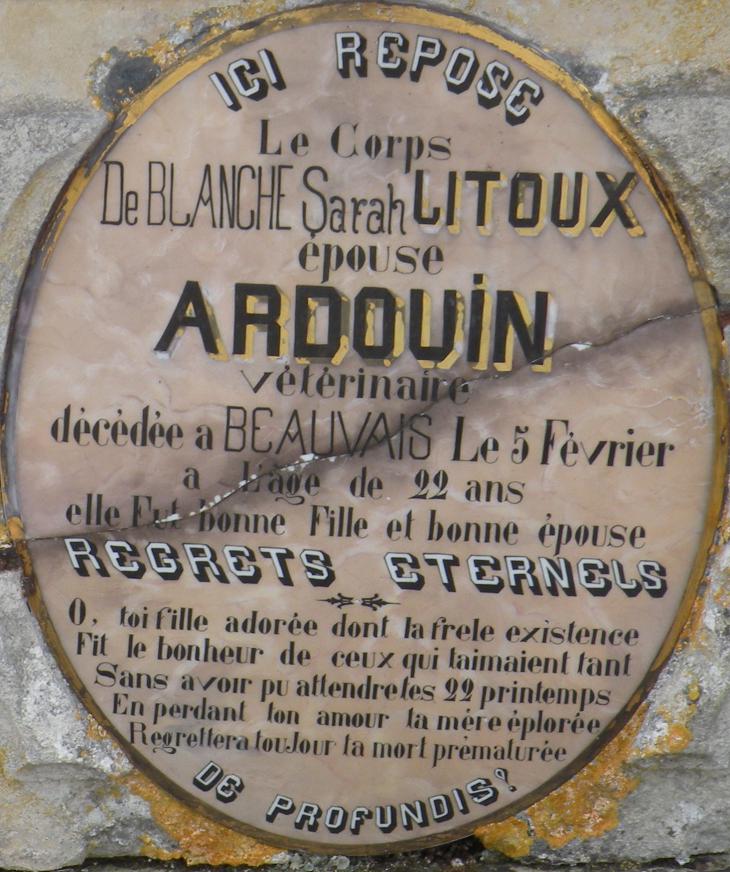 ICI REPOSE
Le Corps
De BLANCHE Sarah LITOUX
épouse
ARDOUIN
vétérinaire
décédée a BEAUVAIS Le 5 Février
a L'âge de 22 ans
elle Fut bonne Fille et bonne épouse
REGRETS ETERNELS
O, toi fille adorée dont la frele existence
Fit le bonheur de ceux qui taimaient tant
Sans avoir pu attendre tes 22 printemps
En perdant ton amour ta mére éplorée
Regrettera toujour ta mort prématurée
DE PROFUNDIS!